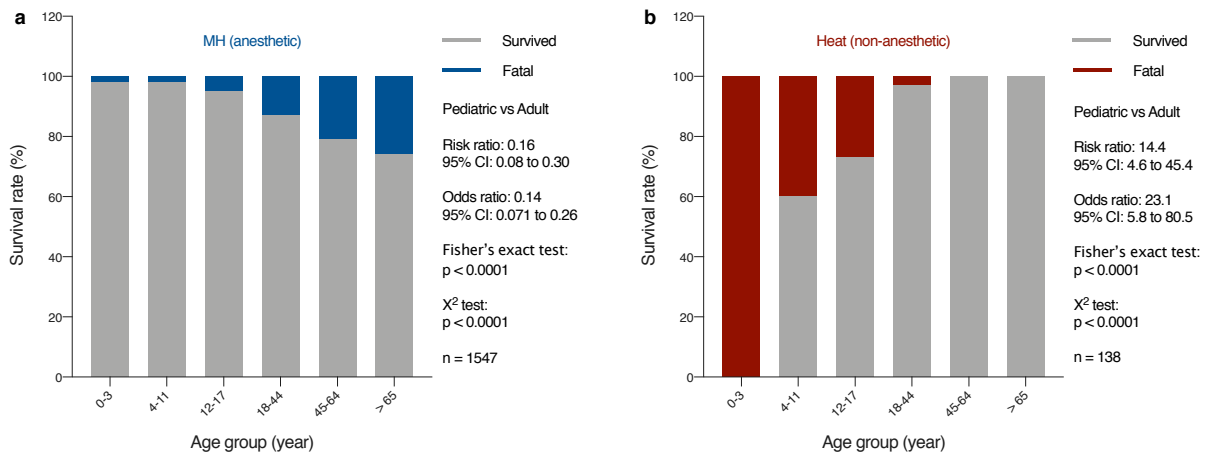 a
MH (anesthetic)
Survival rate (%)
120
100
80
60
40
20
0
0-3
4-11
12-17
18-44
45-64
> 65
Age group (year)
Survived
Fatal
Pediatric vs Adult
Risk ratio: 0.16
95% CI: 0.08 to 0.30
Odds ratio: 0.14
95% CI: 0.071 to 0.26
Fisher's exact test:
p < 0.0001
X² test:
p < 0.0001
n = 1547
b
Heat (non-anesthetic)
Survival rate (%)
120
100
80
60
40
20
0
0-3
4-11
12-17
18-44
45-64
> 65
Age group (year)
Survived
Fatal
Pediatric vs Adult
Risk ratio: 14.4
95% CI: 4.6 to 45.4
Odds ratio: 23.1
95% CI: 5.8 to 80.5
Fisher's exact test:
p < 0.0001
X² test:
p < 0.0001
n = 138